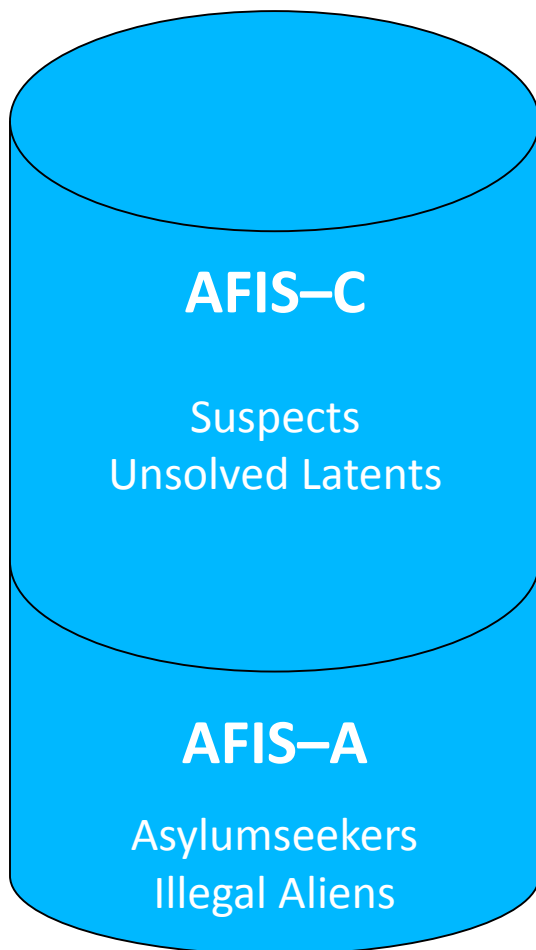 AFIS–C
Suspects
Unsolved Latents
AFIS–A
Asylumseekers
Illegal Aliens